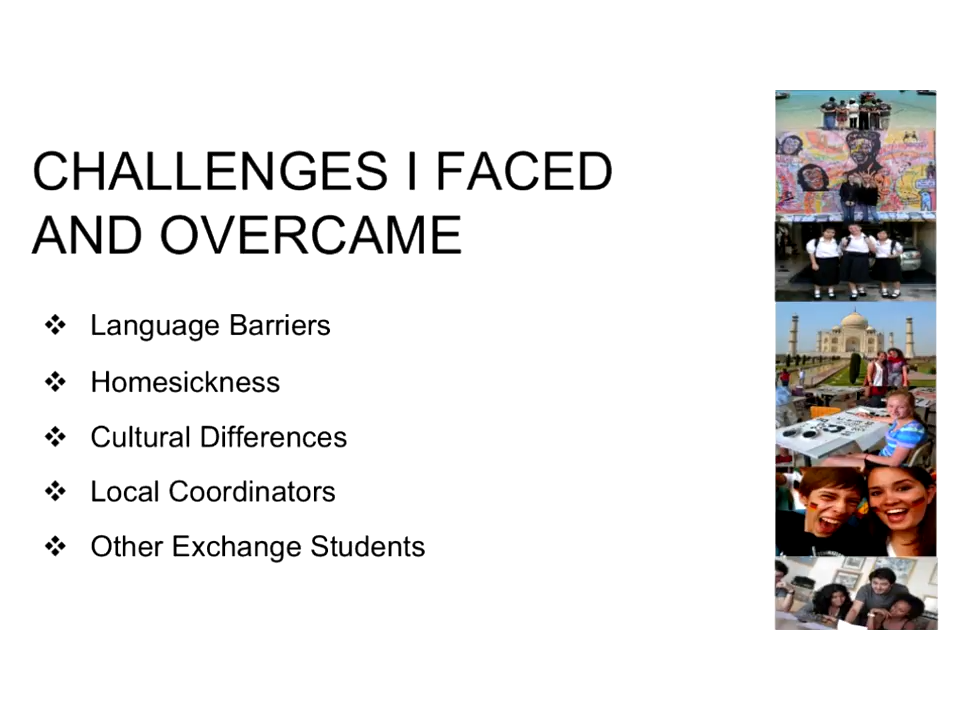 CHALLENGES I FACED
AND OVERCAME
❖ Language Barriers
❖ Homesickness
❖ Cultural Differences
❖ Local Coordinators
❖ Other Exchange Students